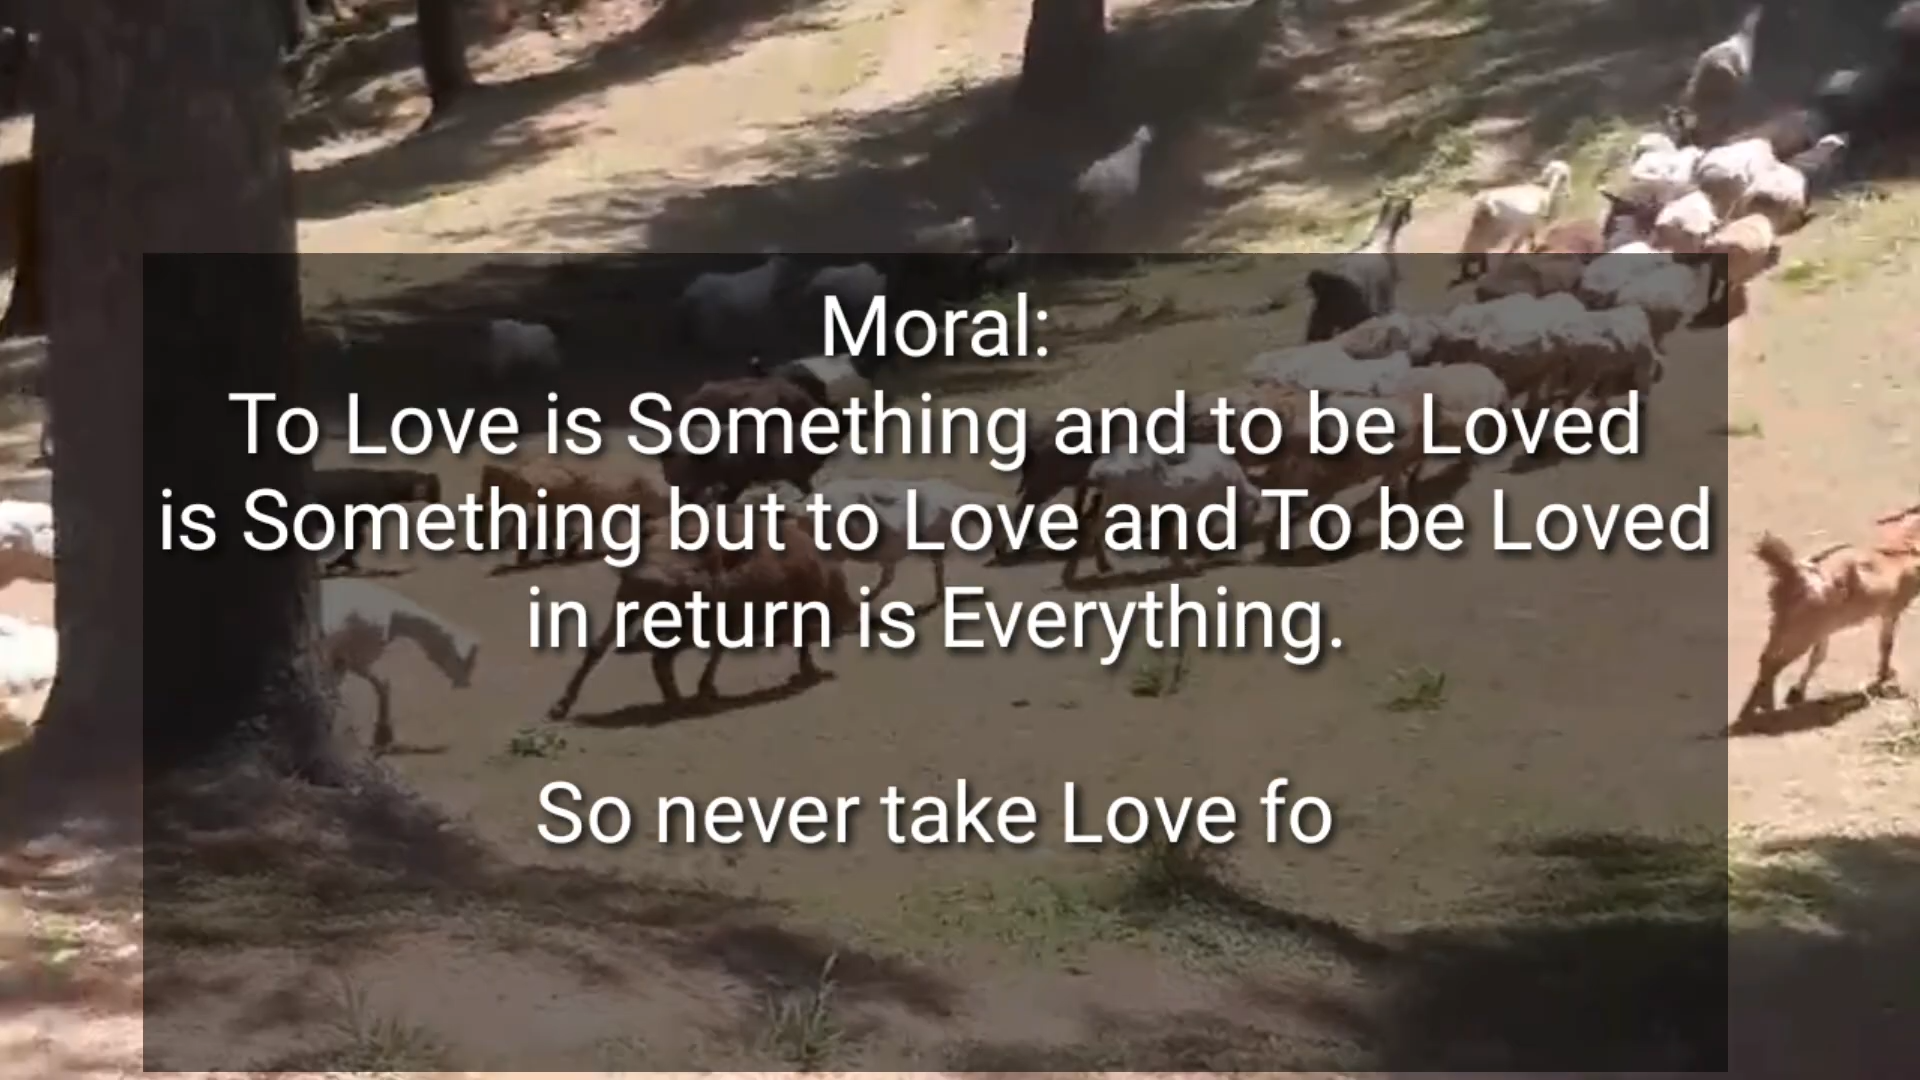 Moral:
To Love is Something and to be Loved
is Something but to Love and To be Loved
in return is Everything.
So never take Love fo